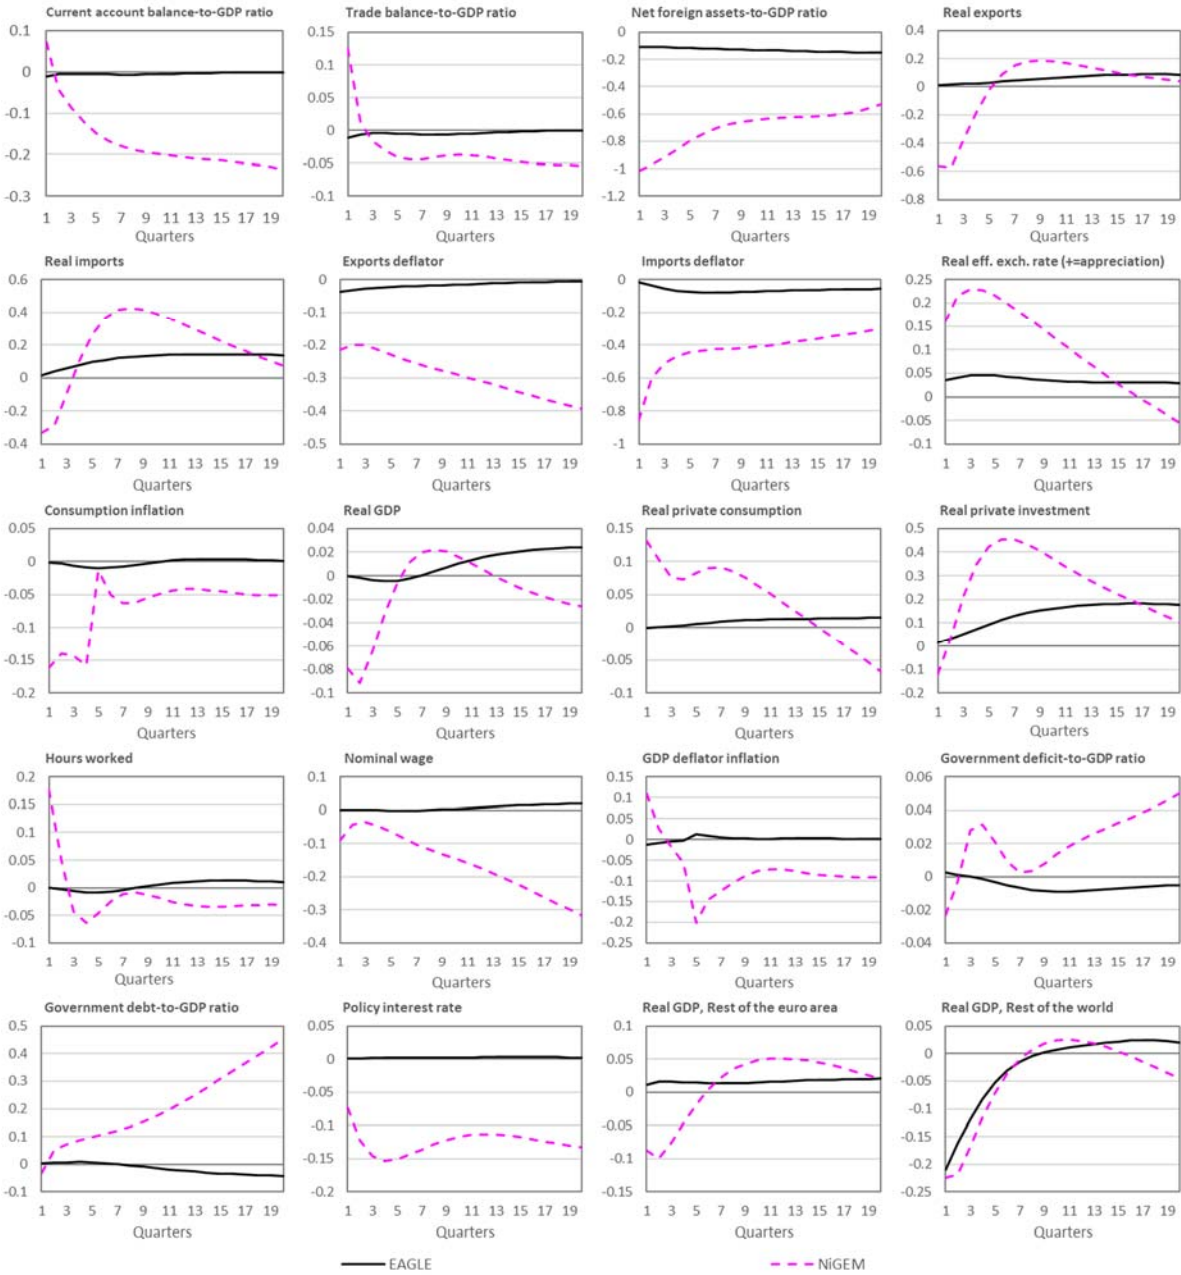 Current account balance-to-GDP ratio
0.1
0
-0.1
-0.2
-0.3
1 3 5 7 9 11 13 15 17 19
Quarters
Trade balance-to-GDP ratio
0.15
0.1
0.05
0
-0.05
-0.1
1 3 5 7 9 11 13 15 17 19
Quarters
Net foreign assets-to-GDP ratio
0
-0.2
-0.4
-0.6
-0.8
-1
-1.2
1 3 5 7 9 11 13 15 17 19
Quarters
Real exports
0.4
0.2
0
-0.2
-0.4
-0.6
-0.8
1 3 5 7 9 11 13 15 17 19
Quarters
Real imports
0.6
0.4
0.2
0
-0.2
-0.4
1 3 5 7 9 11 13 15 17 19
Quarters
Exports deflator
0
-0.1
-0.2
-0.3
-0.4
-0.5
1 3 5 7 9 11 13 15 17 19
Quarters
Imports deflator
0
-0.2
-0.4
-0.6
-0.8
-1
1 3 5 7 9 11 13 15 17 19
Quarters
Real eff. exch. rate (+=appreciation)
0.25
0.2
0.15
0.1
0.05
0
-0.05
-0.1
1 3 5 7 9 11 13 15 17 19
Quarters
Consumption inflation
0.05
0
-0.05
-0.1
-0.15
-0.2
1 3 5 7 9 11 13 15 17 19
Quarters
Real GDP
0.04
0.02
0
-0.02
-0.04
-0.06
-0.08
-0.1
1 3 5 7 9 11 13 15 17 19
Quarters
Real private consumption
0.15
0.1
0.05
0
-0.05
-0.1
1 3 5 7 9 11 13 15 17 19
Quarters
Real private investment
0.5
0.4
0.3
0.2
0.1
0
-0.1
-0.2
1 3 5 7 9 11 13 15 17 19
Quarters
Hours worked
0.2
0.15
0.1
0.05
0
-0.05
-0.1
1 3 5 7 9 11 13 15 17 19
Quarters
Nominal wage
0.1
0
-0.1
-0.2
-0.3
-0.4
1 3 5 7 9 11 13 15 17 19
Quarters
GDP deflator inflation
0.15
0.1
0.05
0
-0.05
-0.1
-0.15
-0.2
-0.25
1 3 5 7 9 11 13 15 17 19
Quarters
Government deficit-to-GDP ratio
0.06
0.04
0.02
0
-0.02
-0.04
1 3 5 7 9 11 13 15 17 19
Quarters
Government debt-to-GDP ratio
0.5
0.4
0.3
0.2
0.1
0
-0.1
1 3 5 7 9 11 13 15 17 19
Quarters
Policy interest rate
0.05
0
-0.05
-0.1
-0.15
-0.2
1 3 5 7 9 11 13 15 17 19
Quarters
Real GDP, Rest of the euro area
0.1
0.05
0
-0.05
-0.1
-0.15
1 3 5 7 9 11 13 15 17 19
Quarters
Real GDP, Rest of the world
0.05
0
-0.05
-0.1
-0.15
-0.2
-0.25
1 3 5 7 9 11 13 15 17 19
Quarters
EAGLE
NiGEM